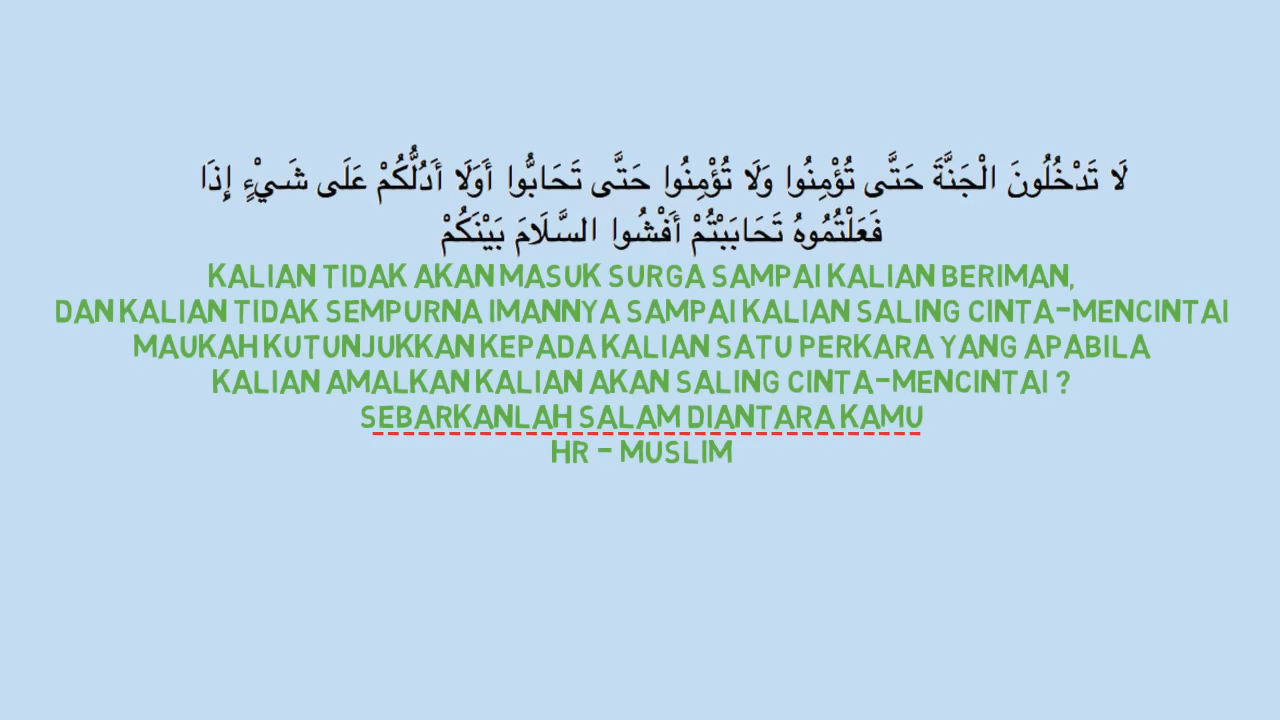 لَا تَدْخُلُونَ الْجَنَّةَ حَتَّى تُؤْمِنُوا وَلَا تُؤْمِنُوا حَتَّى تَحَابُّوا أَوَلَا أَدُلُّكُمْ عَلَى شَيْءٍ إِذَا
فَعَلْتُمُوهُ تَحَابَبْتُمْ أَفْشُوا السَّلَامَ بَيْنَكُمْ
KALIAN TIDAK AKAN MASUK SURGA SAMPAI KALIAN BERIMAN,
DAN KALIAN TIDAK SEMPURNA IMANNYA SAMPAI KALIAN SALING CINTA-MENCINTAI
MAUKAH KUTUNJUKKAN KEPADA KALIAN SATU PERKARA YANG APABILA
KALIAN AMALKAN KALIAN AKAN SALING CINTA-MENCINTAI ?
SEBARKANLAH SALAM DIANTARA KAMU
HR - MUSLIM